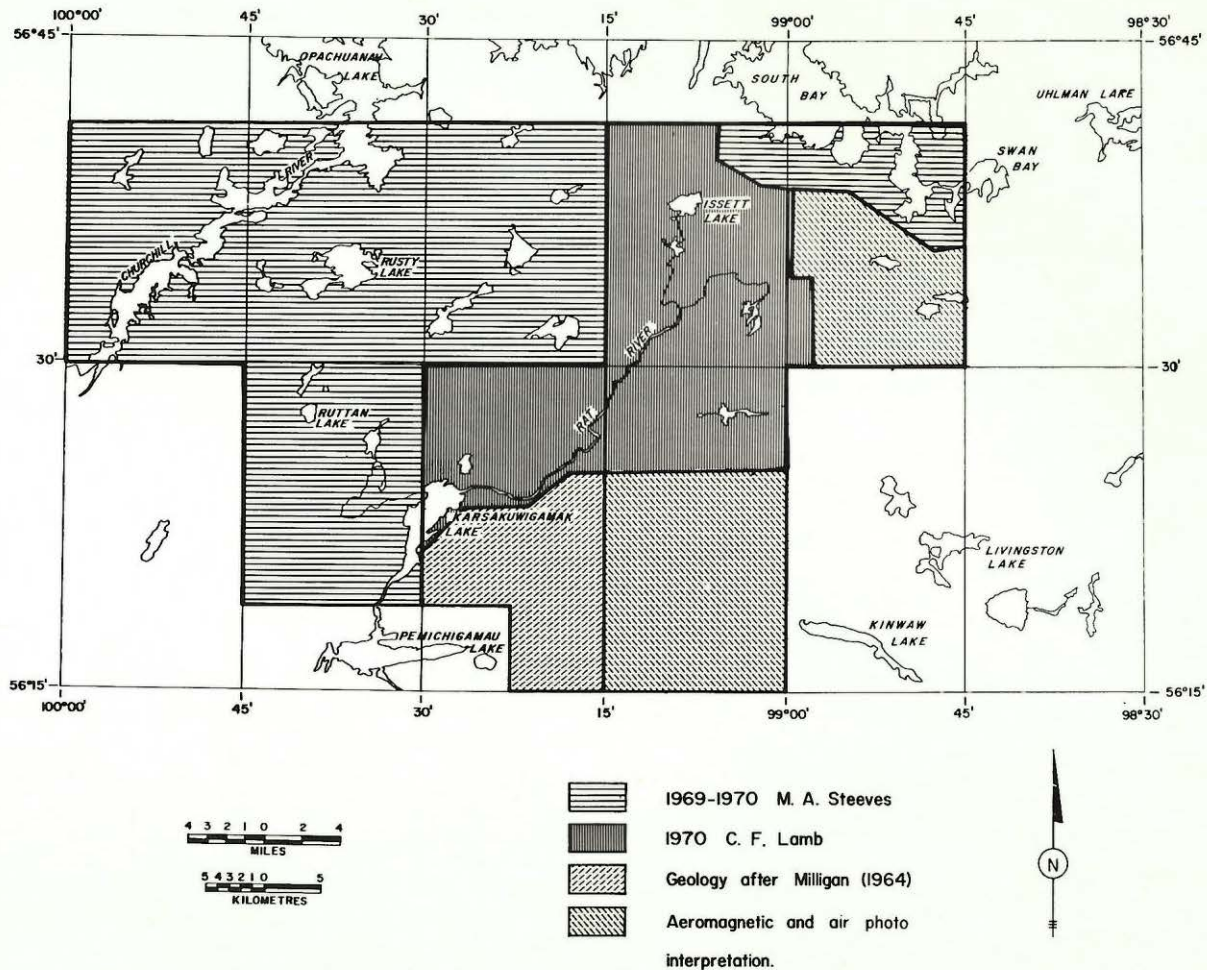 100°00' 45' 30' 15' 99°00' 45' 98°30'
56°45' 56°45'
OPACHUANAU
LAKE
SOUTH
BAY
UHLMAN LAKE
SWAN
BAY
RIVER
CHURCHILL
ISSETT
LAKE
RUSTY
LAKE
RIVER
RAT
30' 30'
RUTTAN
LAKE
KARSAKUWIGAMAK
LAKE
LIVINGSTON
LAKE
PEMICHIGAMAU
LAKE
KINWAW
LAKE
56°15' 56°15'
100°00' 45' 30' 15' 99°00' 45' 98°30'
4 3 2 1 0 2 4
MILES
5 4 3 2 1 0 5
KILOMETRES
1969-1970 M. A. Steeves
1970 C. F. Lamb
Geology after Milligan (1964)
Aeromagnetic and air photo
interpretation.
N